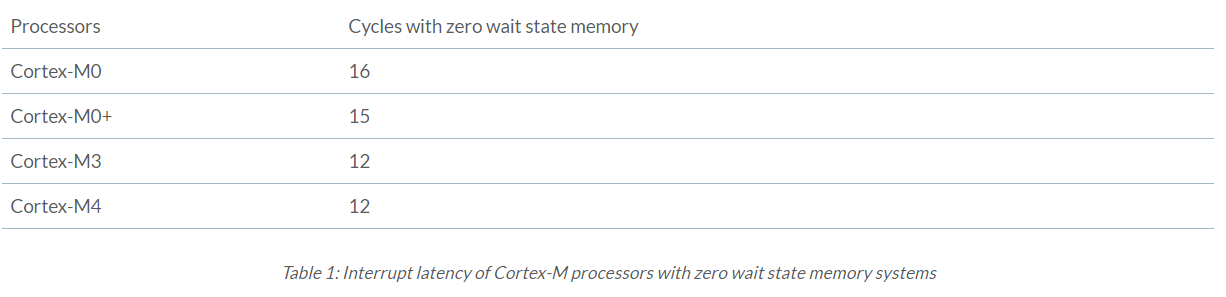 Processors Cycles with zero wait state memory
Cortex-M0 16
Cortex-M0+ 15
Cortex-M3 12
Cortex-M4 12
Table 1: Interrupt latency of Cortex-M processors with zero wait state memory systems